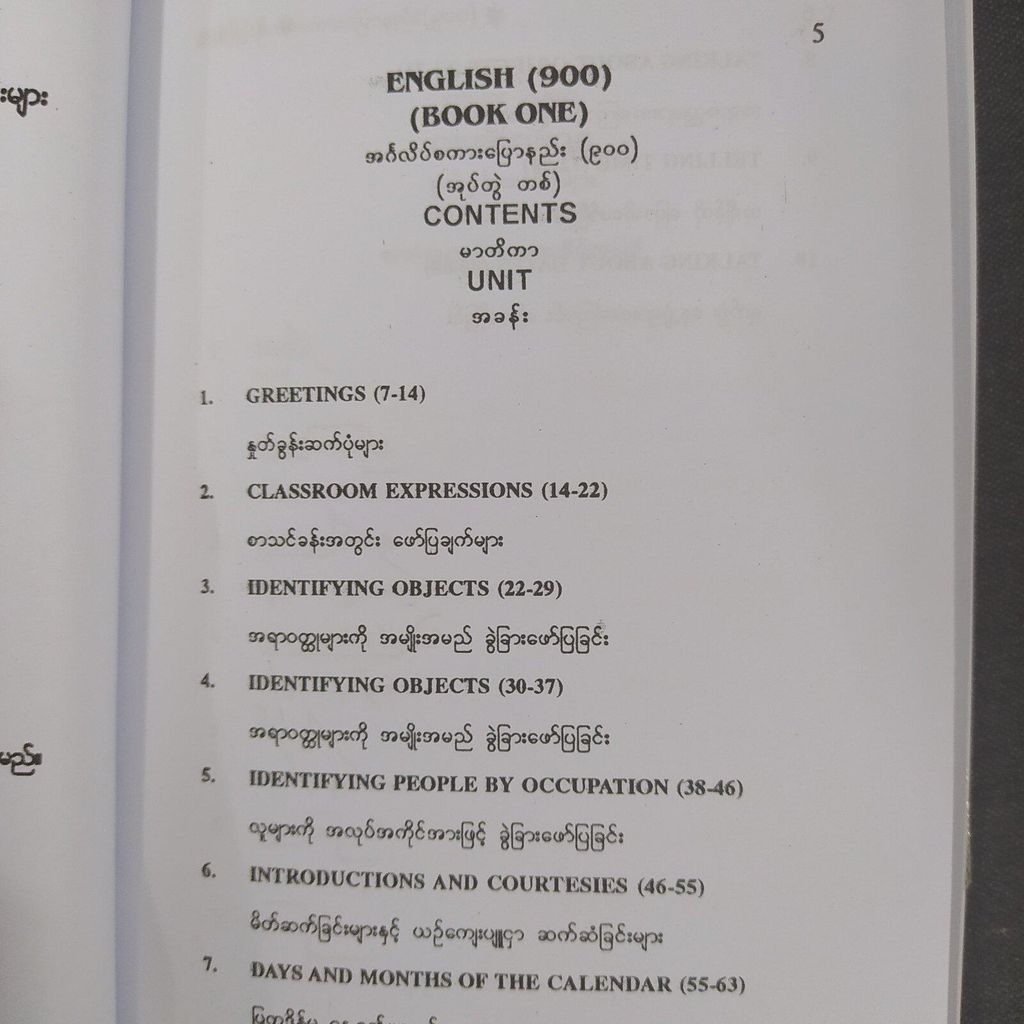 5
ENGLISH (900)
(BOOK ONE)
အင်္ဂလိပ်စကားပြောနည်း (၉၀၀)
(အုပ်တွဲ တစ်)
CONTENTS
မာတိကာ
UNIT
အခန်း
1. GREETINGS (7-14)
နှုတ်ခွန်းဆက်ပုံများ
2. CLASSROOM EXPRESSIONS (14-22)
စာသင်ခန်းအတွင်း ဖော်ပြချက်များ
3. IDENTIFYING OBJECTS (22-29)
အရာဝတ္ထုများကို အမျိုးအမည် ခွဲခြားဖော်ပြခြင်း
4. IDENTIFYING OBJECTS (30-37)
အရာဝတ္ထုများကို အမျိုးအမည် ခွဲခြားဖော်ပြခြင်း
5. IDENTIFYING PEOPLE BY OCCUPATION (38-46)
လူများကို အလုပ်အကိုင်အားဖြင့် ခွဲခြားဖော်ပြခြင်း
6. INTRODUCTIONS AND COURTESIES (46-55)
မိတ်ဆက်ခြင်းများနှင့် ယဉ်ကျေးပျူငှာ ဆက်ဆံခြင်းများ
7. DAYS AND MONTHS OF THE CALENDAR (55-63)